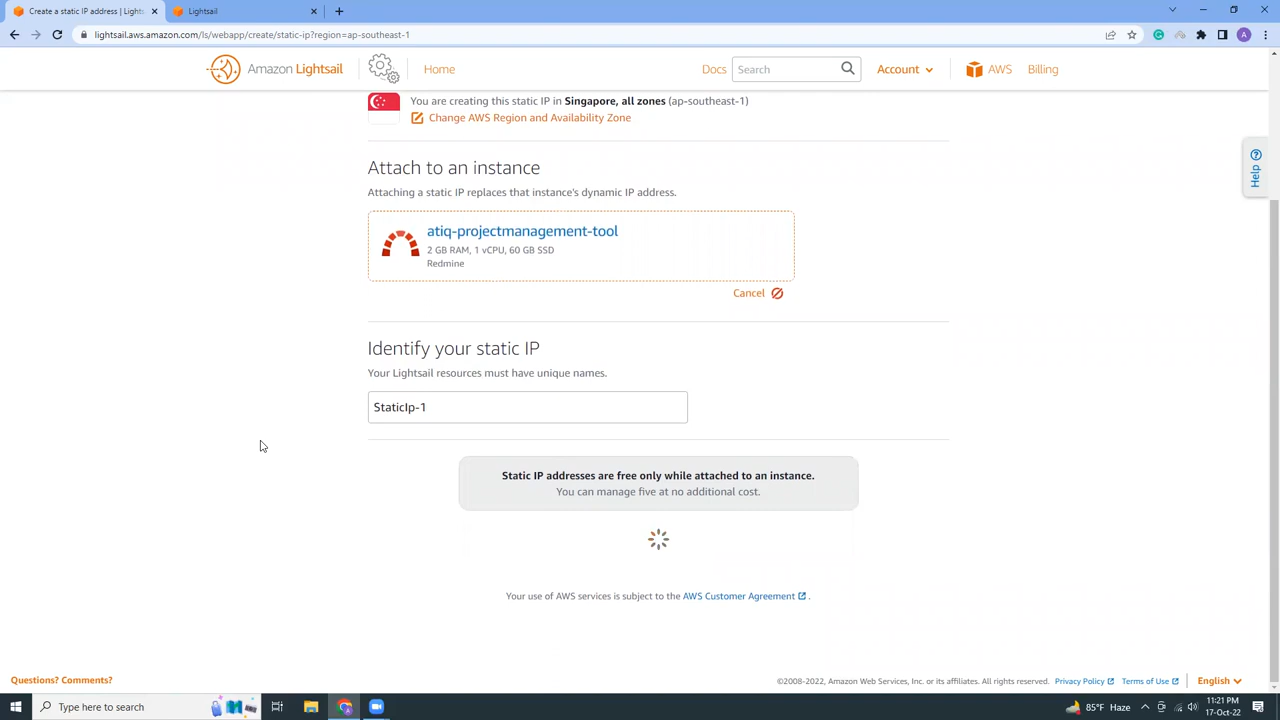 Create a static IP address | Light
Create a static IP address | Light
lightsail.aws.amazon.com/ls/webapp/create/static-ip?region=ap-southeast-1
A
Amazon Lightsail
Home
Docs
Search
Account
AWS
Billing
You are creating this static IP in Singapore, all zones (ap-southeast-1)
Change AWS Region and Availability Zone
Help
Attach to an instance
Attaching a static IP replaces that instance's dynamic IP address.
atiq-projectmanagement-tool
2 GB RAM, 1 vCPU, 60 GB SSD
Redmine
Cancel
Identify your static IP
Your Lightsail resources must have unique names.
StaticIp-1
Static IP addresses are free only while attached to an instance.
You can manage five at no additional cost.
Your use of AWS services is subject to the AWS Customer Agreement .
Questions? Comments?
©2008-2022, Amazon Web Services, Inc. or its affiliates. All rights reserved. Privacy Policy Terms of Use English
Type here to search
85°F Haze
11:21 PM
17-Oct-22